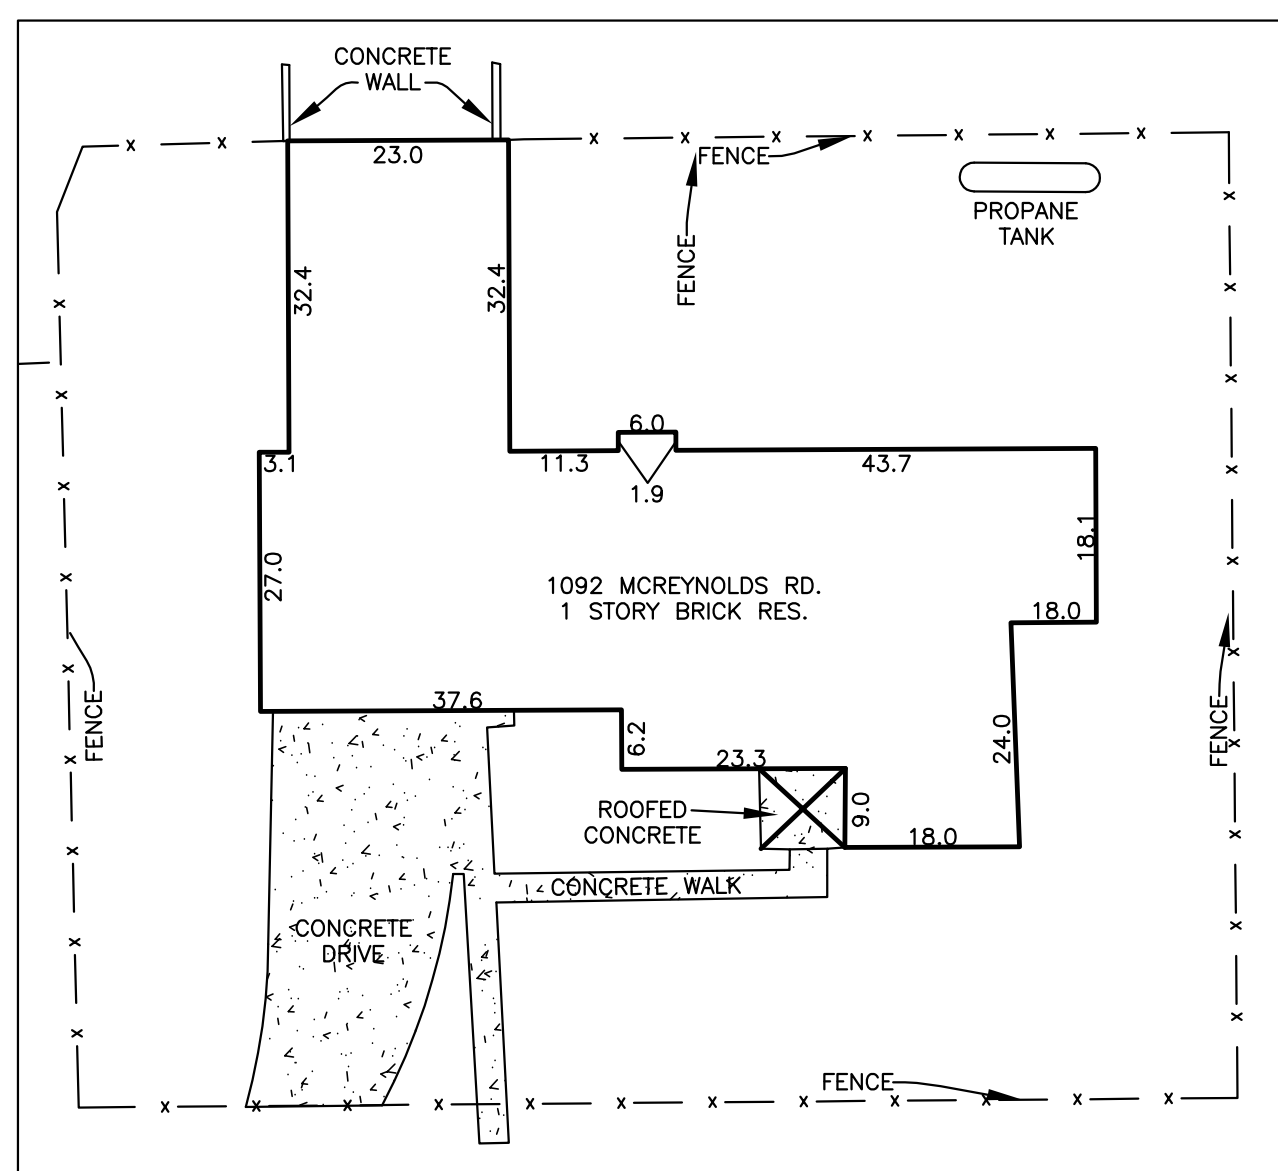 CONCRETE
WALL
23.0
FENCE
PROPANE
TANK
FENCE
32.4
32.4
6.0
3.1
11.3
43.7
1.9
18.1
27.0
1092 MCREYNOLDS RD.
1 STORY BRICK RES.
18.0
FENCE
37.6
6.2
23.3
24.0
FENCE
ROOFED
CONCRETE
9.0
18.0
CONCRETE WALK
CONCRETE
DRIVE
FENCE